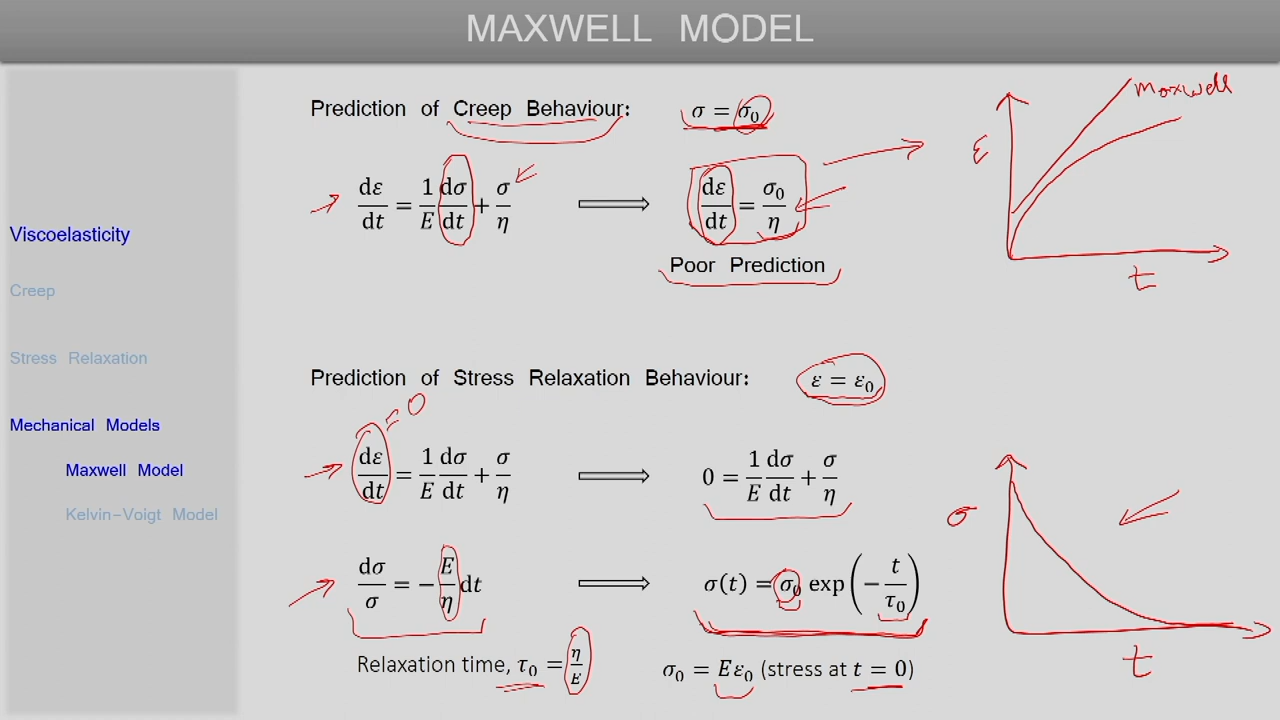 MAXWELL MODEL
Viscoelasticity
Creep
Stress Relaxation
Mechanical Models
Maxwell Model
Kelvin-Voigt Model
Prediction of Creep Behaviour: σ = σ₀
dε/dt = 1/E dσ/dt + σ/η ⟹ dε/dt = σ₀/η
Poor Prediction
maxwell
ε
t
Prediction of Stress Relaxation Behaviour: ε = ε₀
= 0
dε/dt = 1/E dσ/dt + σ/η ⟹ 0 = 1/E dσ/dt + σ/η
dσ/σ = −E/η dt ⟹ σ(t) = σ₀ exp(−t/τ₀)
Relaxation time, τ₀ = η/E σ₀ = Eε₀ (stress at t = 0)
σ
t